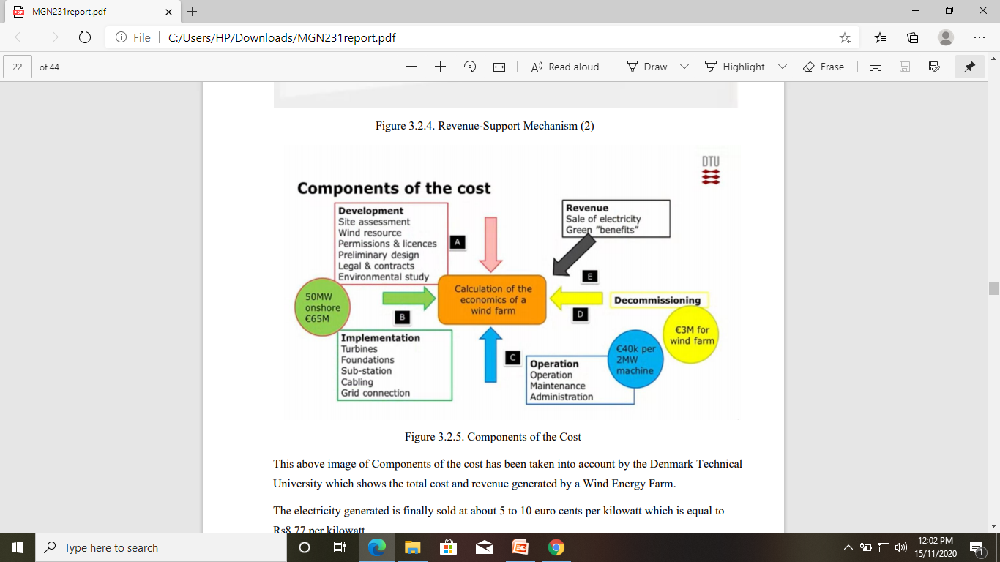 MGN231report.pdf
File
C:/Users/HP/Downloads/MGN231report.pdf
22 of 44
Read aloud
Draw
Highlight
Erase
Figure 3.2.4. Revenue-Support Mechanism (2)
DTU
Components of the cost
Development
Site assessment
Wind resource
Permissions & licences
Preliminary design
Legal & contracts
Environmental study
A
Revenue
Sale of electricity
Green "benefits"
E
50MW
onshore
€65M
B
Calculation of the
economics of a
wind farm
D
Decommissioning
€3M for
wind farm
Implementation
Turbines
Foundations
Sub-station
Cabling
Grid connection
C
Operation
Operation
Maintenance
Administration
€40k per
2MW
machine
Figure 3.2.5. Components of the Cost
This above image of Components of the cost has been taken into account by the Denmark Technical
University which shows the total cost and revenue generated by a Wind Energy Farm.
The electricity generated is finally sold at about 5 to 10 euro cents per kilowatt which is equal to
Rs8.77 per kilowatt
Type here to search
12:02 PM
15/11/2020
1